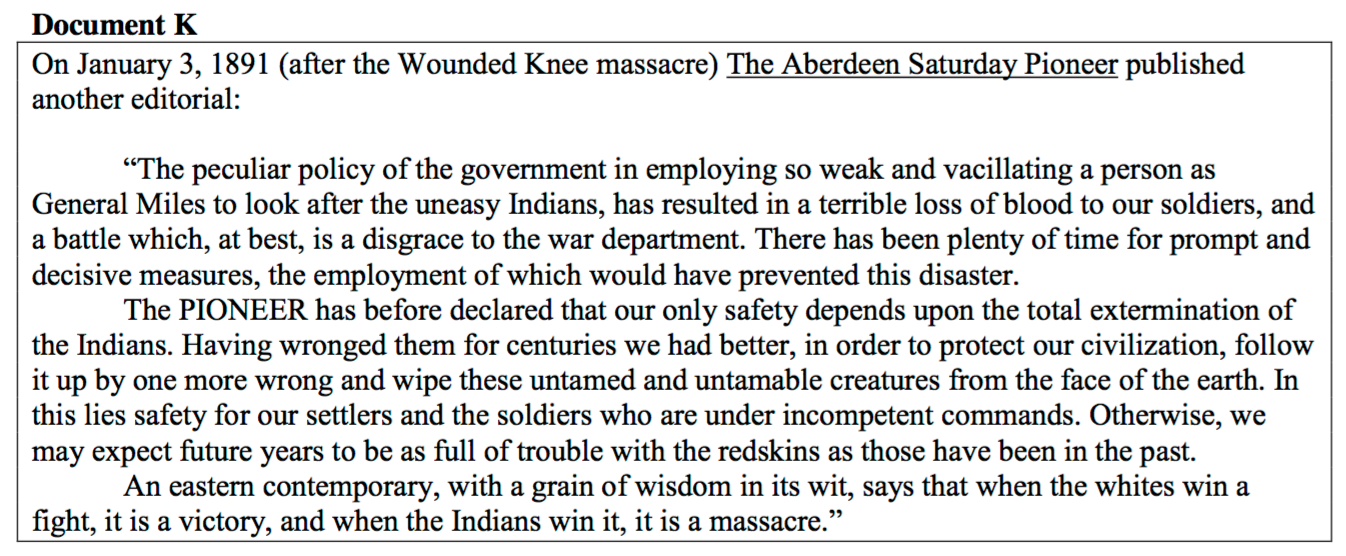 Document K
On January 3, 1891 (after the Wounded Knee massacre) The Aberdeen Saturday Pioneer published
another editorial:
“The peculiar policy of the government in employing so weak and vacillating a person as
General Miles to look after the uneasy Indians, has resulted in a terrible loss of blood to our soldiers, and
a battle which, at best, is a disgrace to the war department. There has been plenty of time for prompt and
decisive measures, the employment of which would have prevented this disaster.
The PIONEER has before declared that our only safety depends upon the total extermination of
the Indians. Having wronged them for centuries we had better, in order to protect our civilization, follow
it up by one more wrong and wipe these untamed and untamable creatures from the face of the earth. In
this lies safety for our settlers and the soldiers who are under incompetent commands. Otherwise, we
may expect future years to be as full of trouble with the redskins as those have been in the past.
An eastern contemporary, with a grain of wisdom in its wit, says that when the whites win a
fight, it is a victory, and when the Indians win it, it is a massacre.”